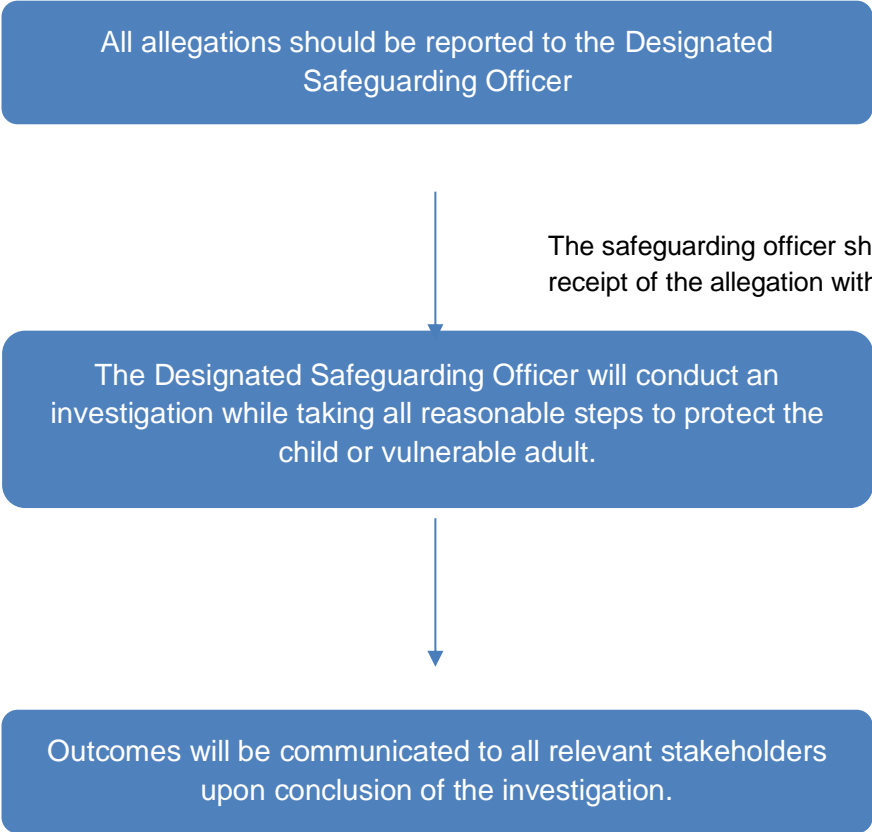 All allegations should be reported to the Designated
Safeguarding Officer
The safeguarding officer sh
receipt of the allegation with
The Designated Safeguarding Officer will conduct an
investigation while taking all reasonable steps to protect the
child or vulnerable adult.
Outcomes will be communicated to all relevant stakeholders
upon conclusion of the investigation.